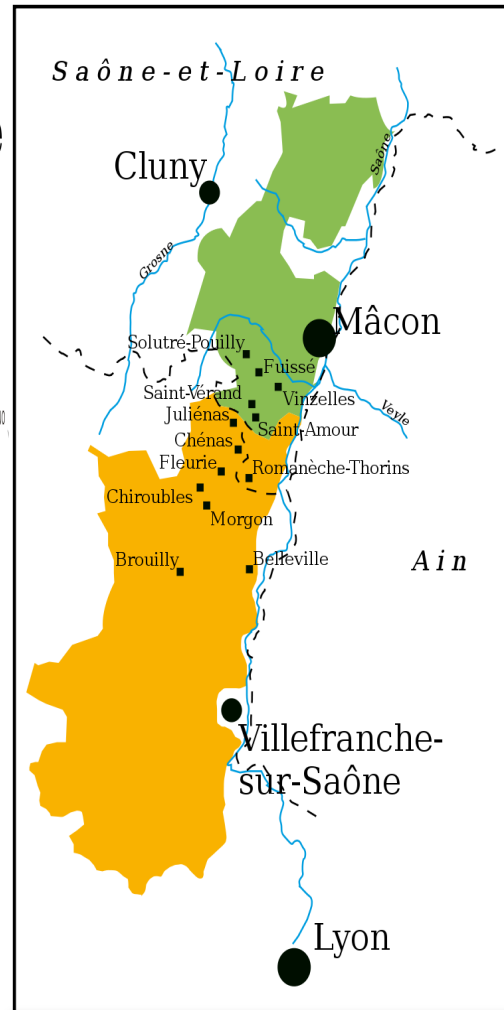 Saône-et-Loire
Cluny
Saône
Grosne
Mâcon
Solutré-Pouilly
Fuissé
Saint-Vérand
Vinzelles
Juliénas
Saint-Amour
Veyle
Chénas
Fleurie
Romanèche-Thorins
Chiroubles
Morgon
Brouilly
Belleville
Ain
Villefranche-
sur-Saône
Lyon